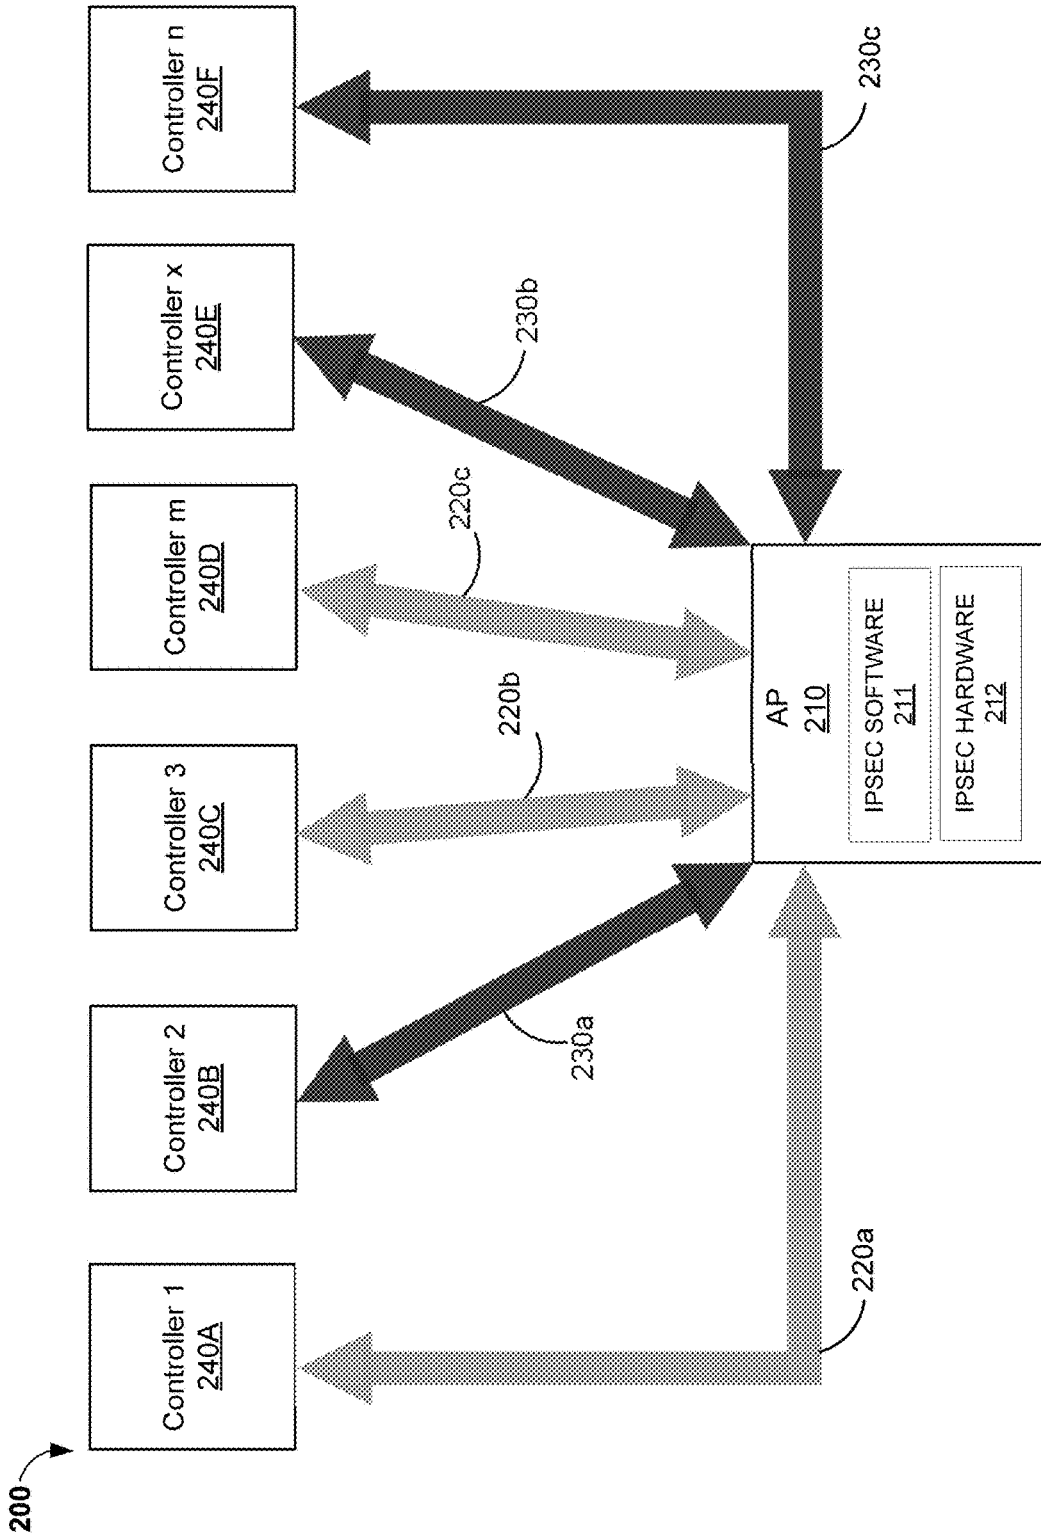 200
Controller 1
240A
Controller 2
240B
Controller 3
240C
Controller m
240D
Controller x
240E
Controller n
240F
220a
230a
220b
220c
230b
230c
AP
210
IPSEC SOFTWARE
211
IPSEC HARDWARE
212